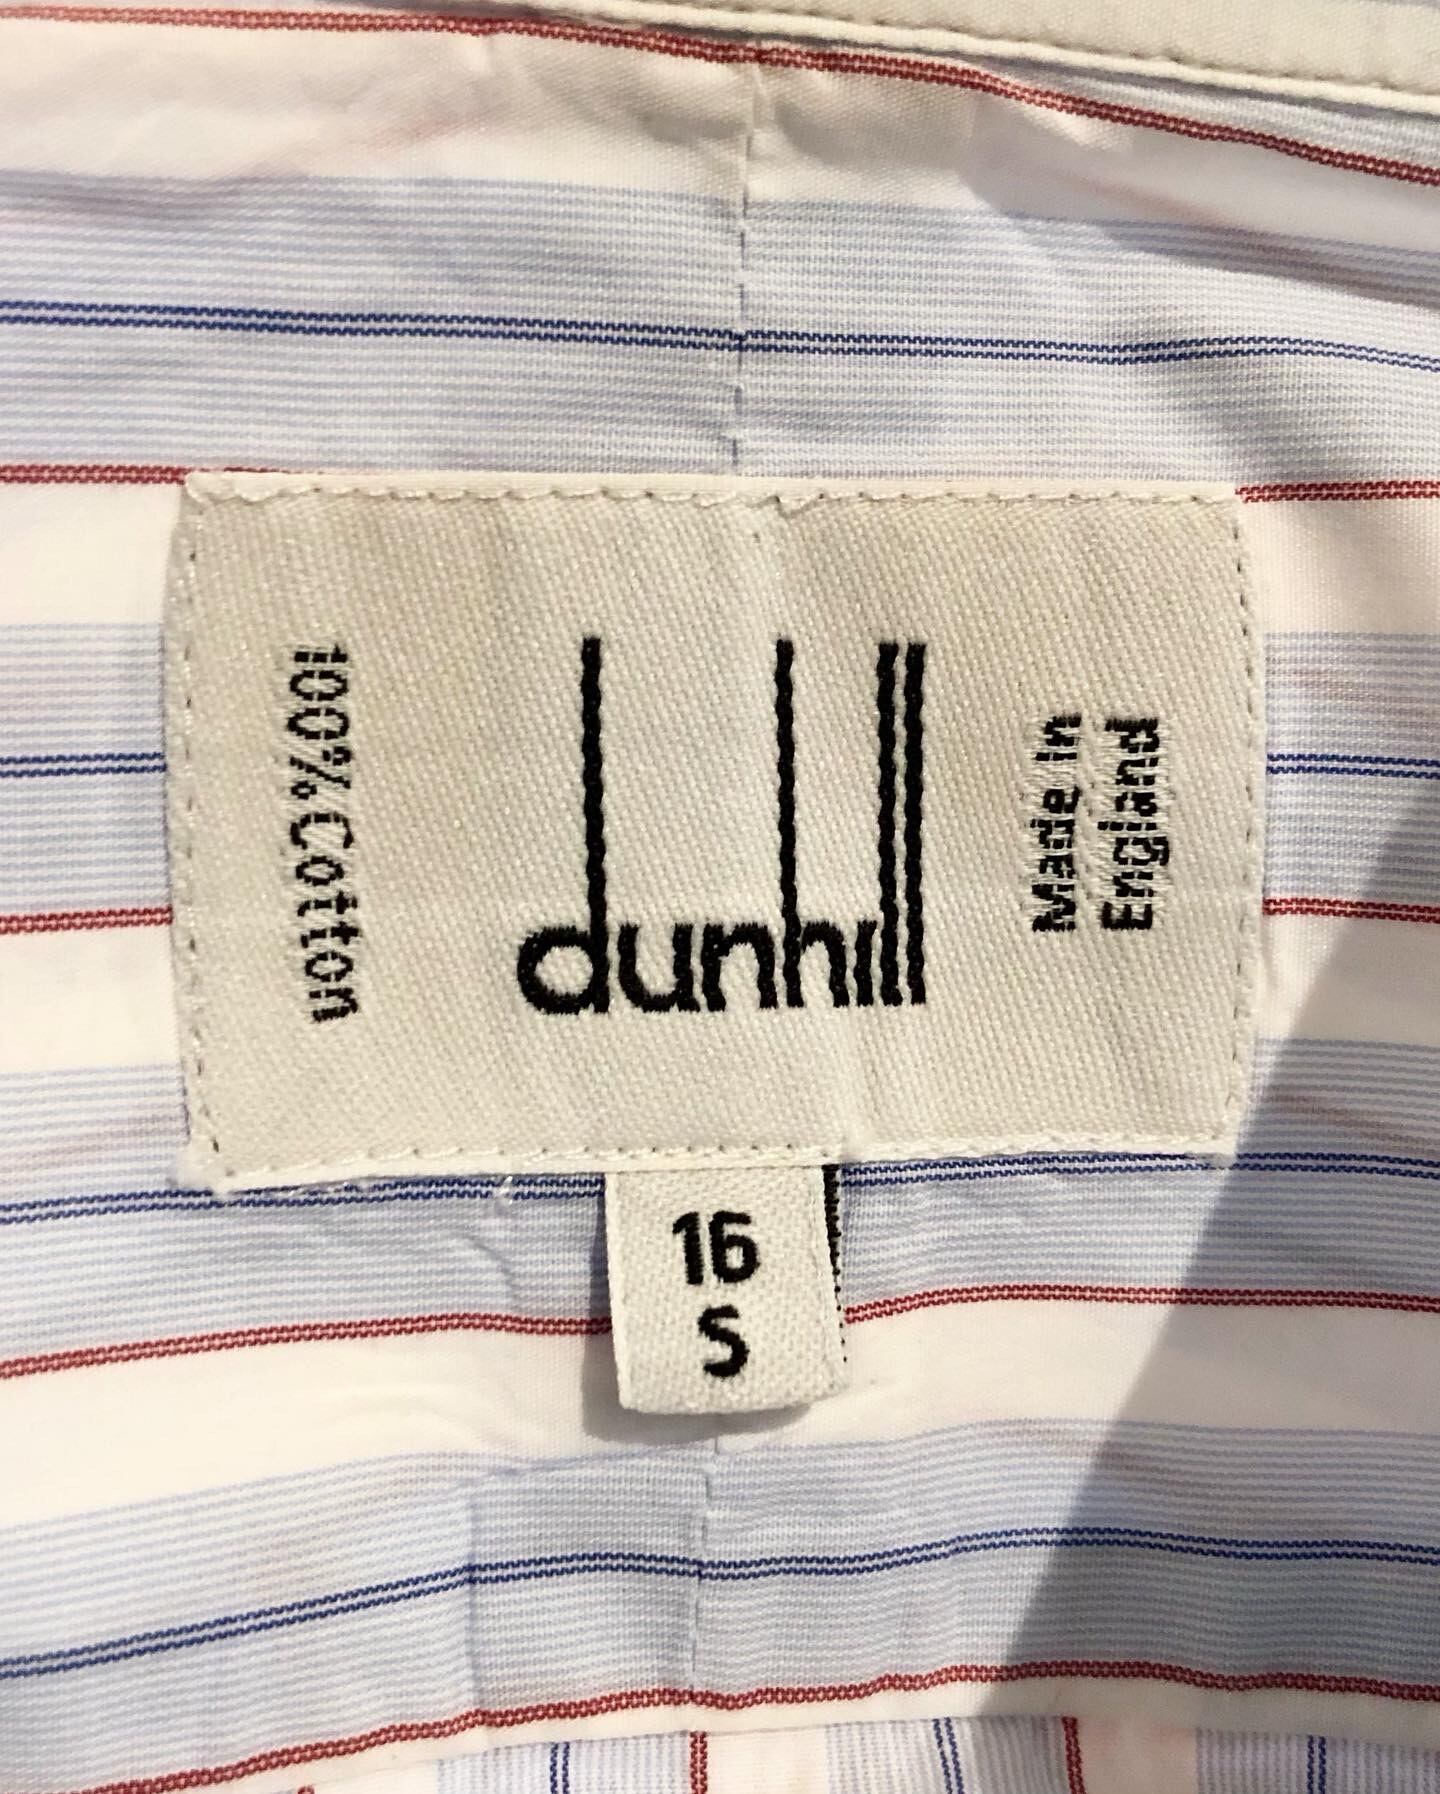 100% Cotton
dunhill
Made in
England
16
S